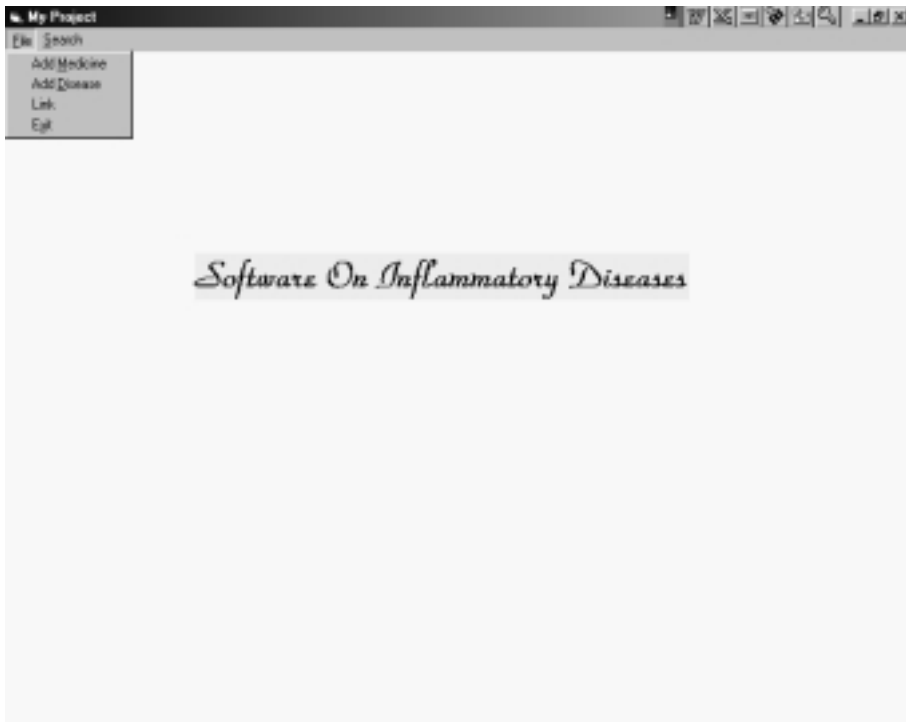 My Project
File Search
Add Medicine
Add Disease
Link
Exit
Software On Inflammatory Diseases